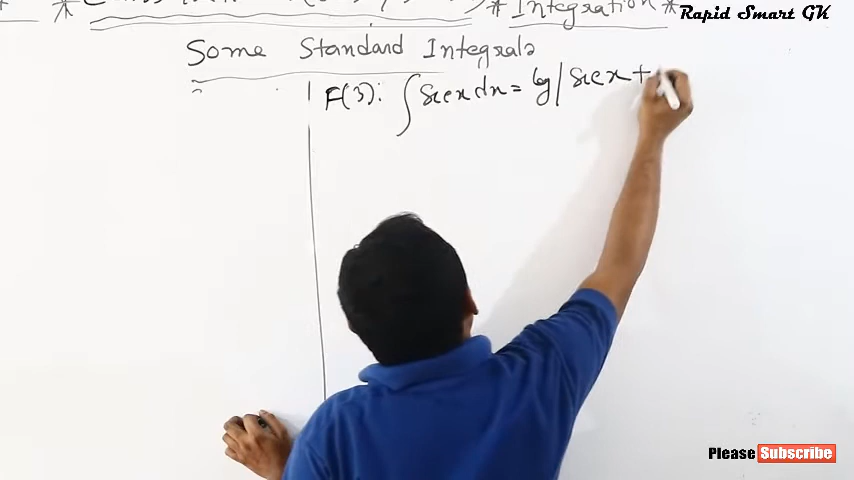 * Integration *
Rapid Smart GK
Some Standard Integrals
F(3): ∫ Secx dx = log | Secx +
Please Subscribe